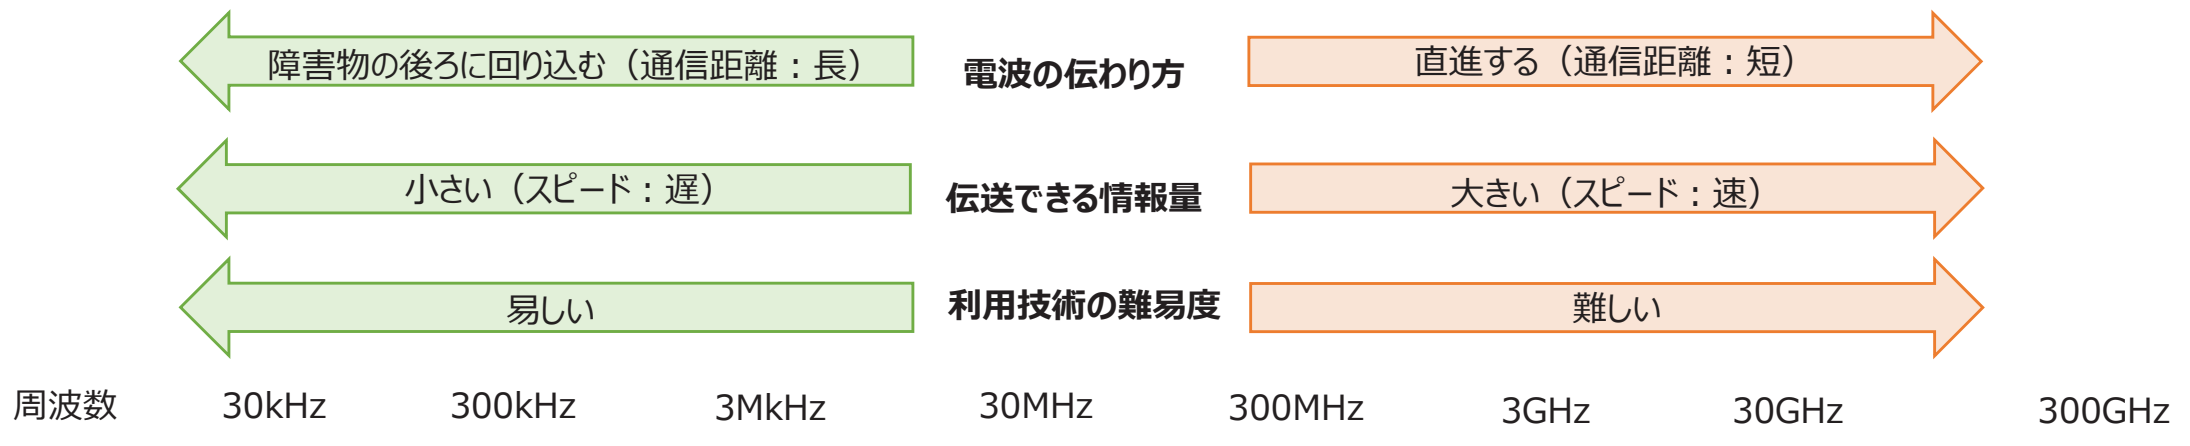 障害物の後ろに回り込む（通信距離：長） 電波の伝わり方 直進する（通信距離：短）
小さい（スピード：遅） 伝送できる情報量 大きい（スピード：速）
易しい 利用技術の難易度 難しい
周波数 30kHz 300kHz 3MkHz 30MHz 300MHz 3GHz 30GHz 300GHz